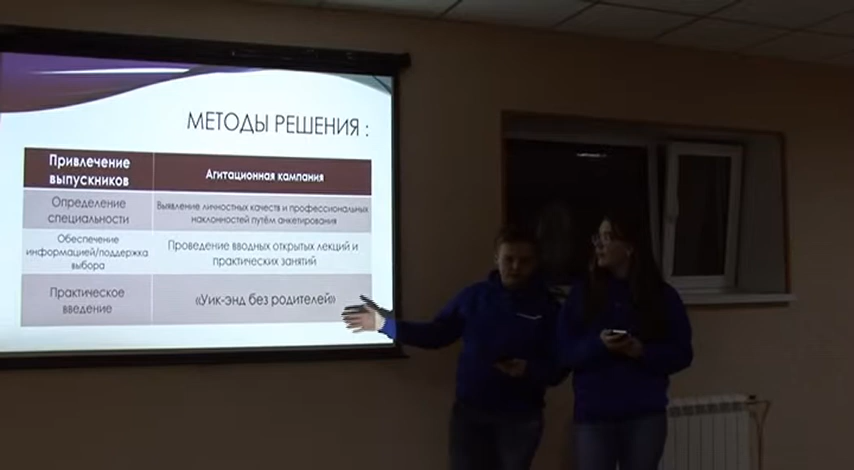 МЕТОДЫ РЕШЕНИЯ :
Привлечение
выпускников
Агитационная кампания
Определение
специальности
Выявление личностных качеств и профессиональных
наклонностей путём анкетирования
Обеспечение
информацией/поддержка
выбора
Проведение вводных открытых лекций и
практических занятий
Практическое
введение
«Уик-энд без родителей»